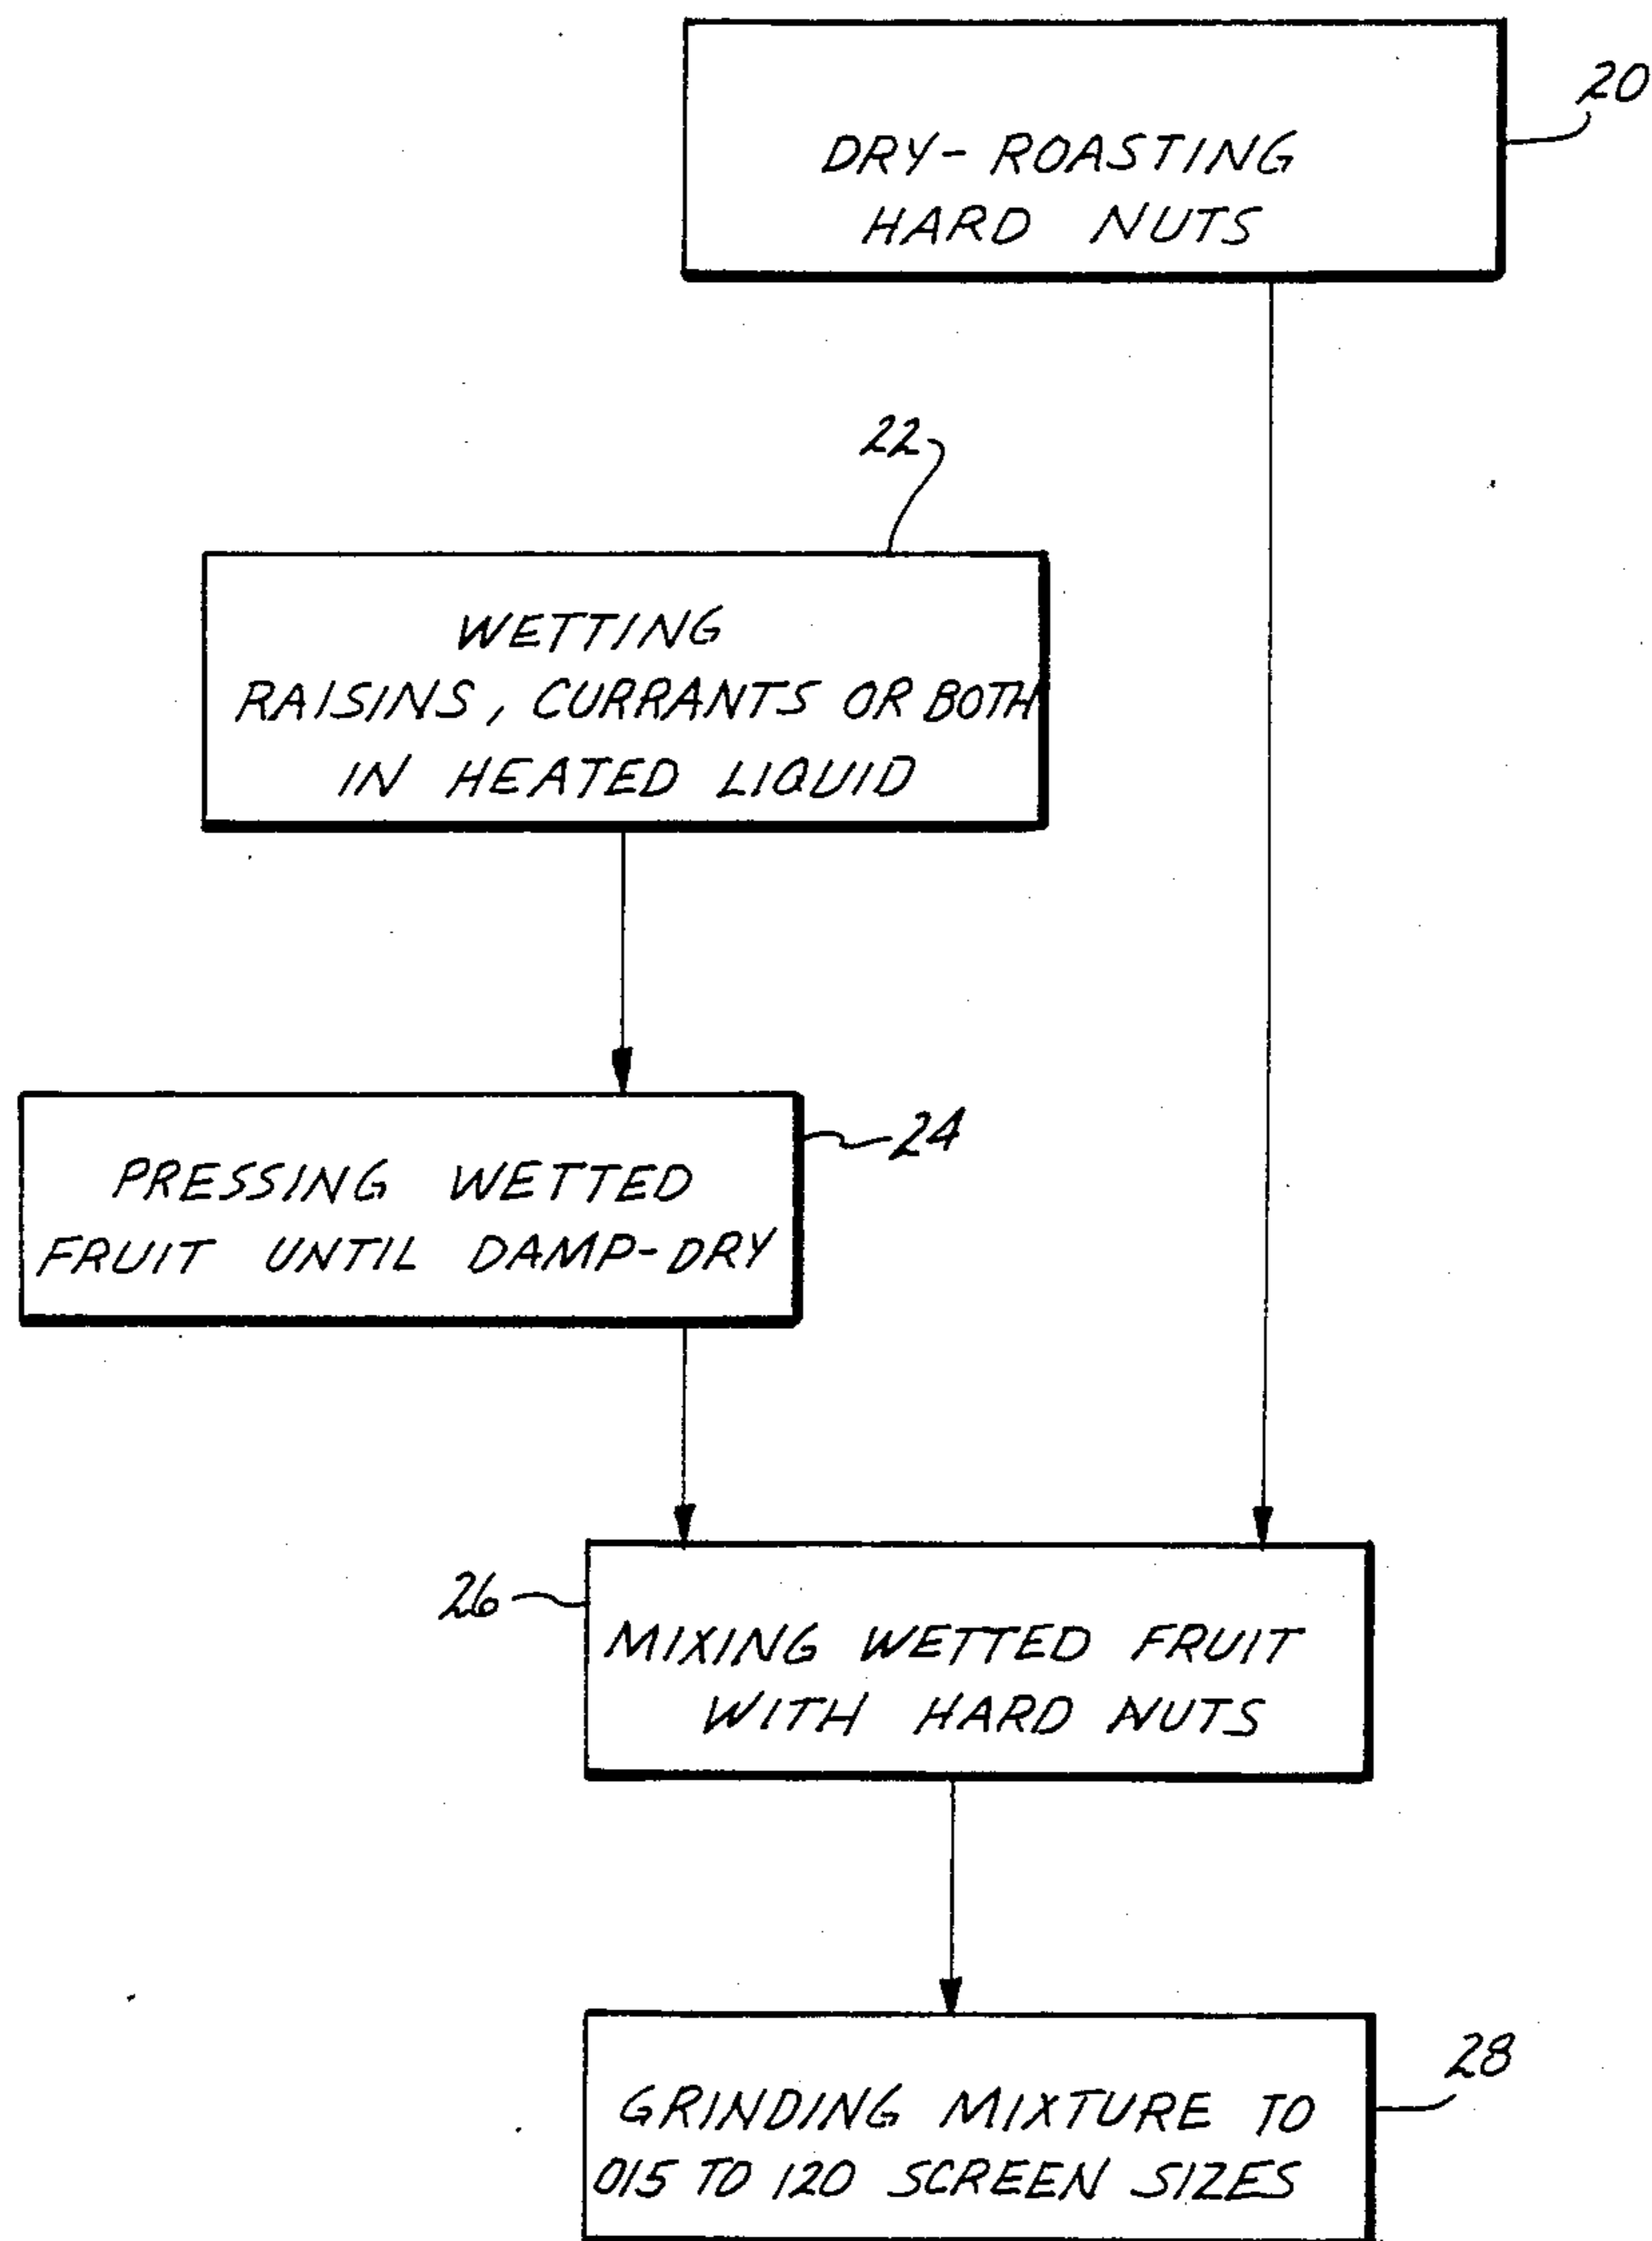 20
DRY-ROASTING
HARD NUTS
22
WETTING
RAISINS, CURRANTS OR BOTH
IN HEATED LIQUID
24
PRESSING WETTED
FRUIT UNTIL DAMP-DRY
26
MIXING WETTED FRUIT
WITH HARD NUTS
28
GRINDING MIXTURE TO
015 TO 120 SCREEN SIZES